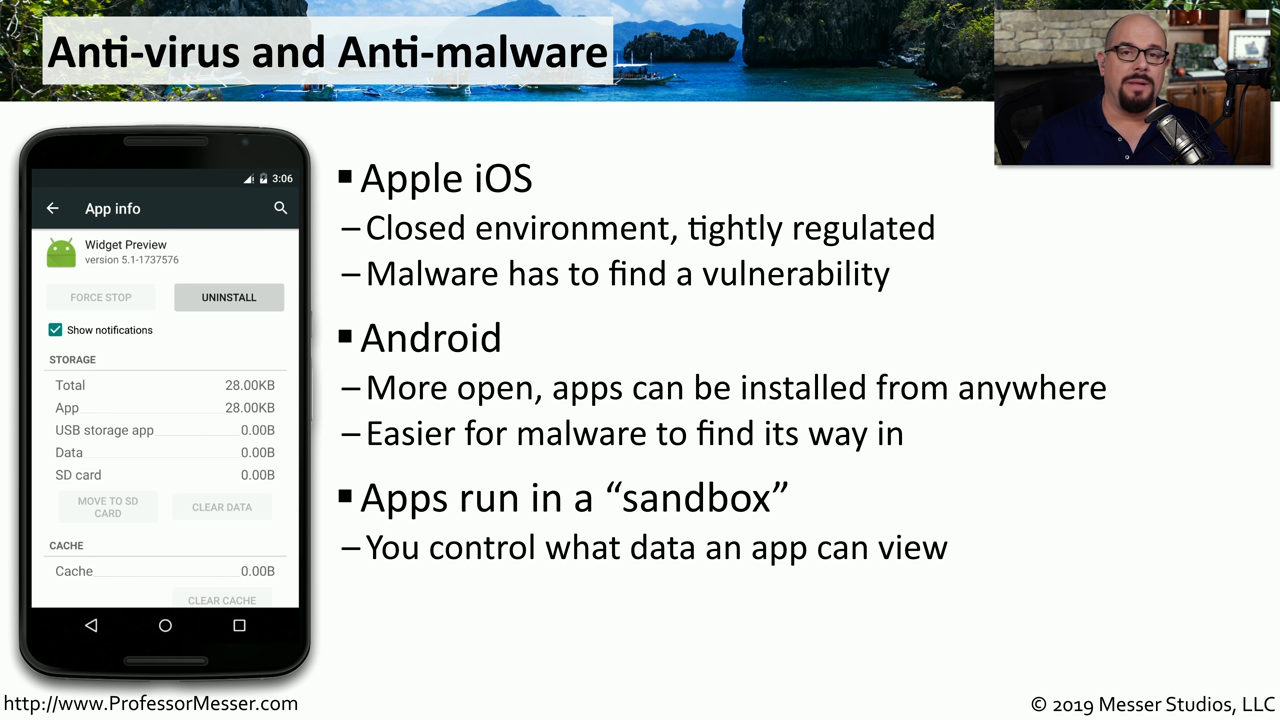 Anti-virus and Anti-malware
3:06
App info
Widget Preview
version 5.1-1737576
FORCE STOP
UNINSTALL
Show notifications
STORAGE
Total 28.00KB
App 28.00KB
USB storage app 0.00B
Data 0.00B
SD card 0.00B
MOVE TO SD
CARD
CLEAR DATA
CACHE
Cache 0.00B
CLEAR CACHE
▪ Apple iOS
– Closed environment, tightly regulated
– Malware has to find a vulnerability
▪ Android
– More open, apps can be installed from anywhere
– Easier for malware to find its way in
▪ Apps run in a “sandbox”
– You control what data an app can view
http://www.ProfessorMesser.com
© 2019 Messer Studios, LLC